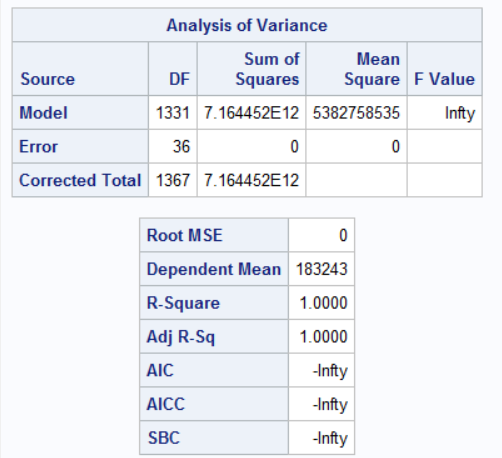 Analysis of Variance
Source DF Sum of Squares Mean Square F Value
Model 1331 7.164452E12 5382758535 Infty
Error 36 0 0
Corrected Total 1367 7.164452E12
Root MSE 0
Dependent Mean 183243
R-Square 1.0000
Adj R-Sq 1.0000
AIC -Infty
AICC -Infty
SBC -Infty